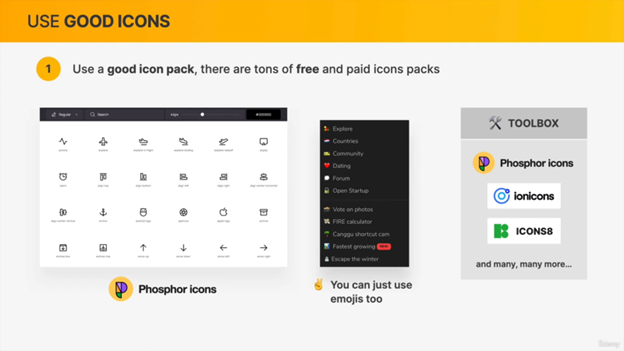 USE GOOD ICONS
1
Use a good icon pack, there are tons of free and paid icons packs
Regular
Search
Phosphor icons
Explore
Countries
Community
Dating
Forum
Open Startup
Vote on photos
FIRE calculator
Canggu shortcut cam
Fastest growing NEW
Escape the winter
You can just use
emojis too
TOOLBOX
Phosphor icons
ionicons
ICONS8
and many, many more...
Udemy